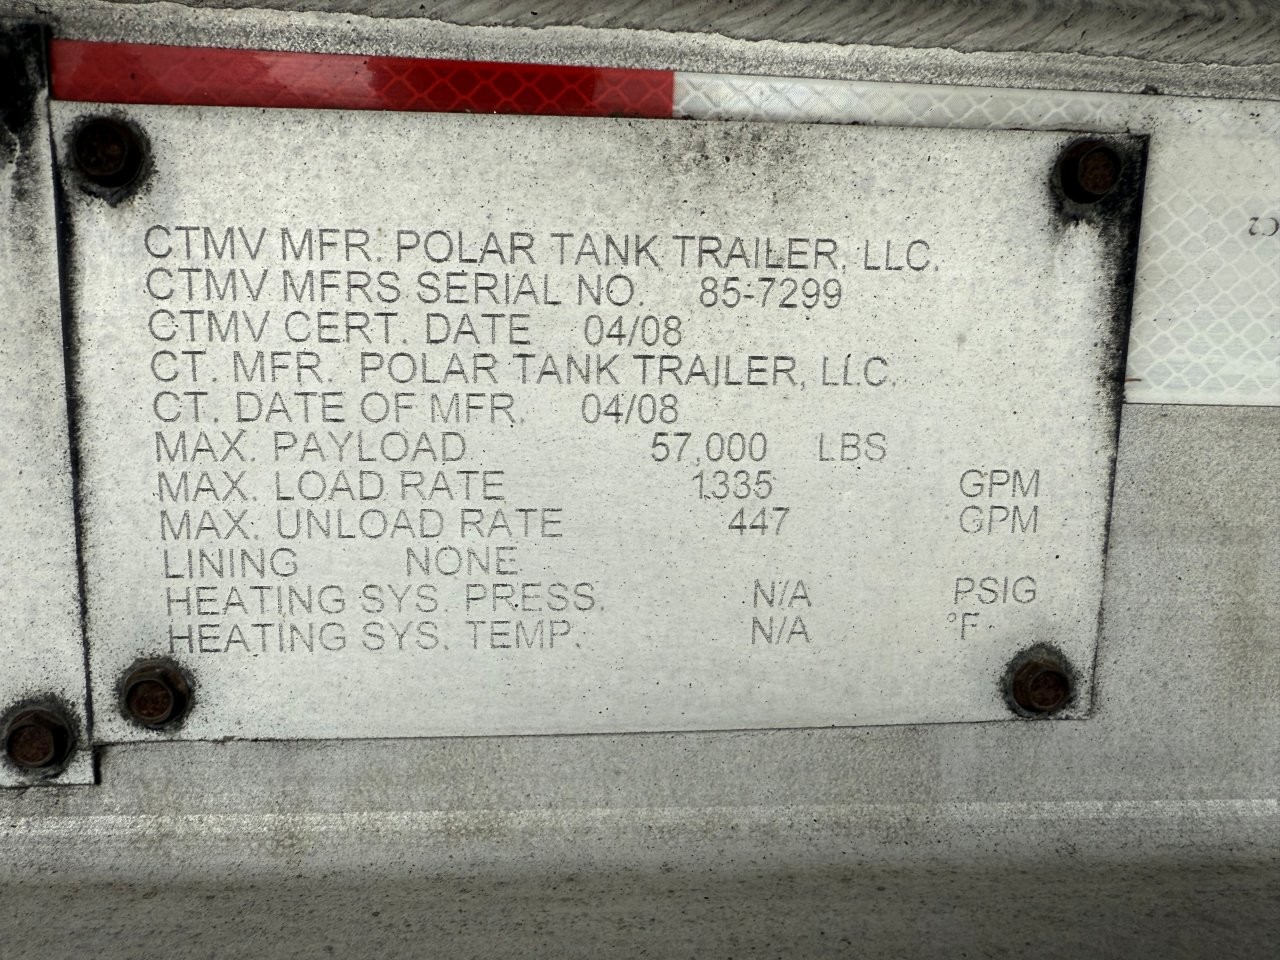 CTMV MFR. POLAR TANK TRAILER, LLC.
CTMV MFRS SERIAL NO. 85-7299
CTMV CERT. DATE 04/08
CT. MFR. POLAR TANK TRAILER, LLC.
CT. DATE OF MFR. 04/08
MAX. PAYLOAD 57,000 LBS
MAX. LOAD RATE 1335 GPM
MAX. UNLOAD RATE 447 GPM
LINING NONE
HEATING SYS. PRESS. N/A PSIG
HEATING SYS. TEMP. N/A °F